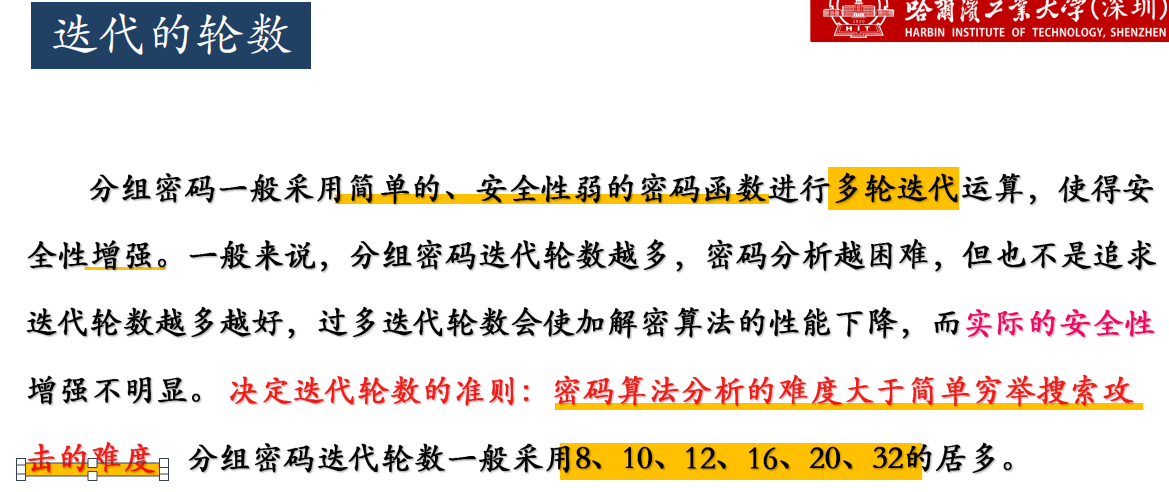 迭代的轮数
哈爾濱工業大學(深圳)
1920
HIT
HARBIN INSTITUTE OF TECHNOLOGY, SHENZHEN
分组密码一般采用简单的、安全性弱的密码函数进行多轮迭代运算，使得安
全性增强。一般来说，分组密码迭代轮数越多，密码分析越困难，但也不是追求
迭代轮数越多越好，过多迭代轮数会使加解密算法的性能下降，而实际的安全性
增强不明显。决定迭代轮数的准则：密码算法分析的难度大于简单穷举搜索攻
击的难度 分组密码迭代轮数一般采用8、10、12、16、20、32的居多。